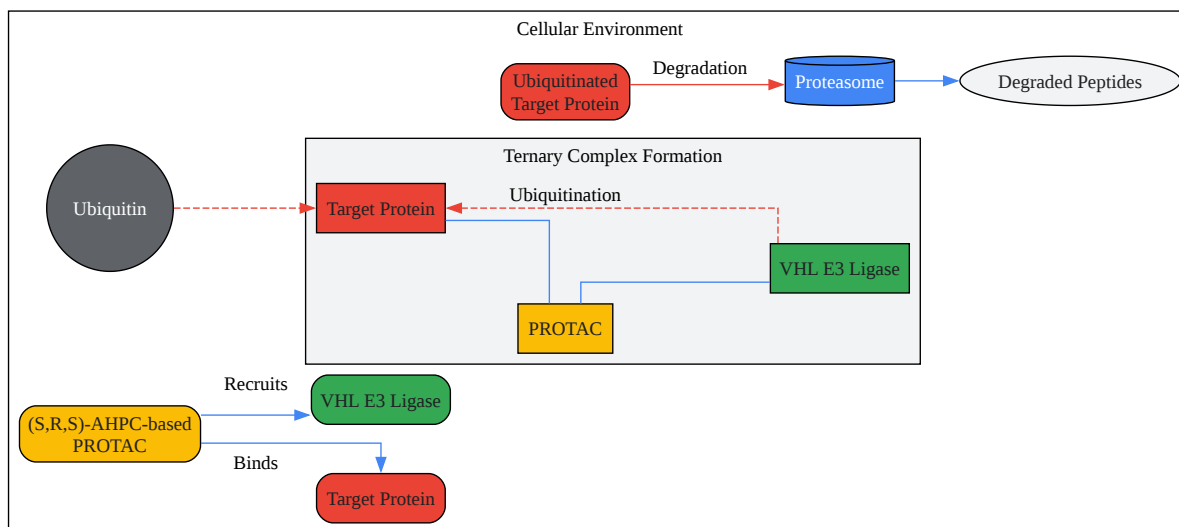 Cellular Environment
Ubiquitinated
Target Protein
Degradation
Proteasome
Degraded Peptides
Ternary Complex Formation
Ubiquitin
Target Protein
Ubiquitination
VHL E3 Ligase
PROTAC
Recruits
VHL E3 Ligase
(S,R,S)-AHPC-based
PROTAC
Binds
Target Protein